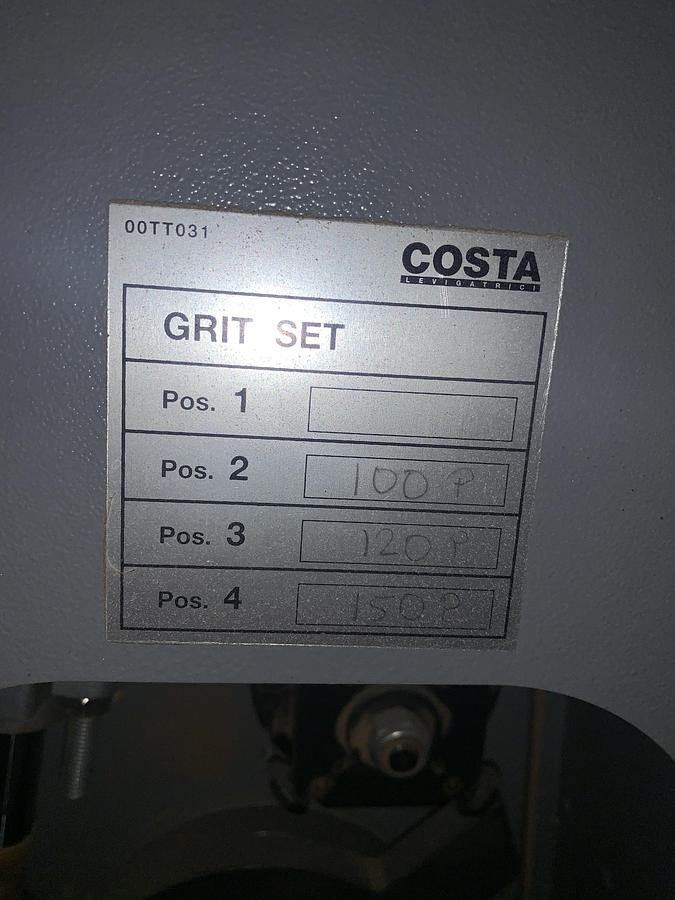 00TT031
COSTA
LEVIGATRICI
GRIT SET
Pos. 1
Pos. 2 100 P
Pos. 3 120 P
Pos. 4 150 P